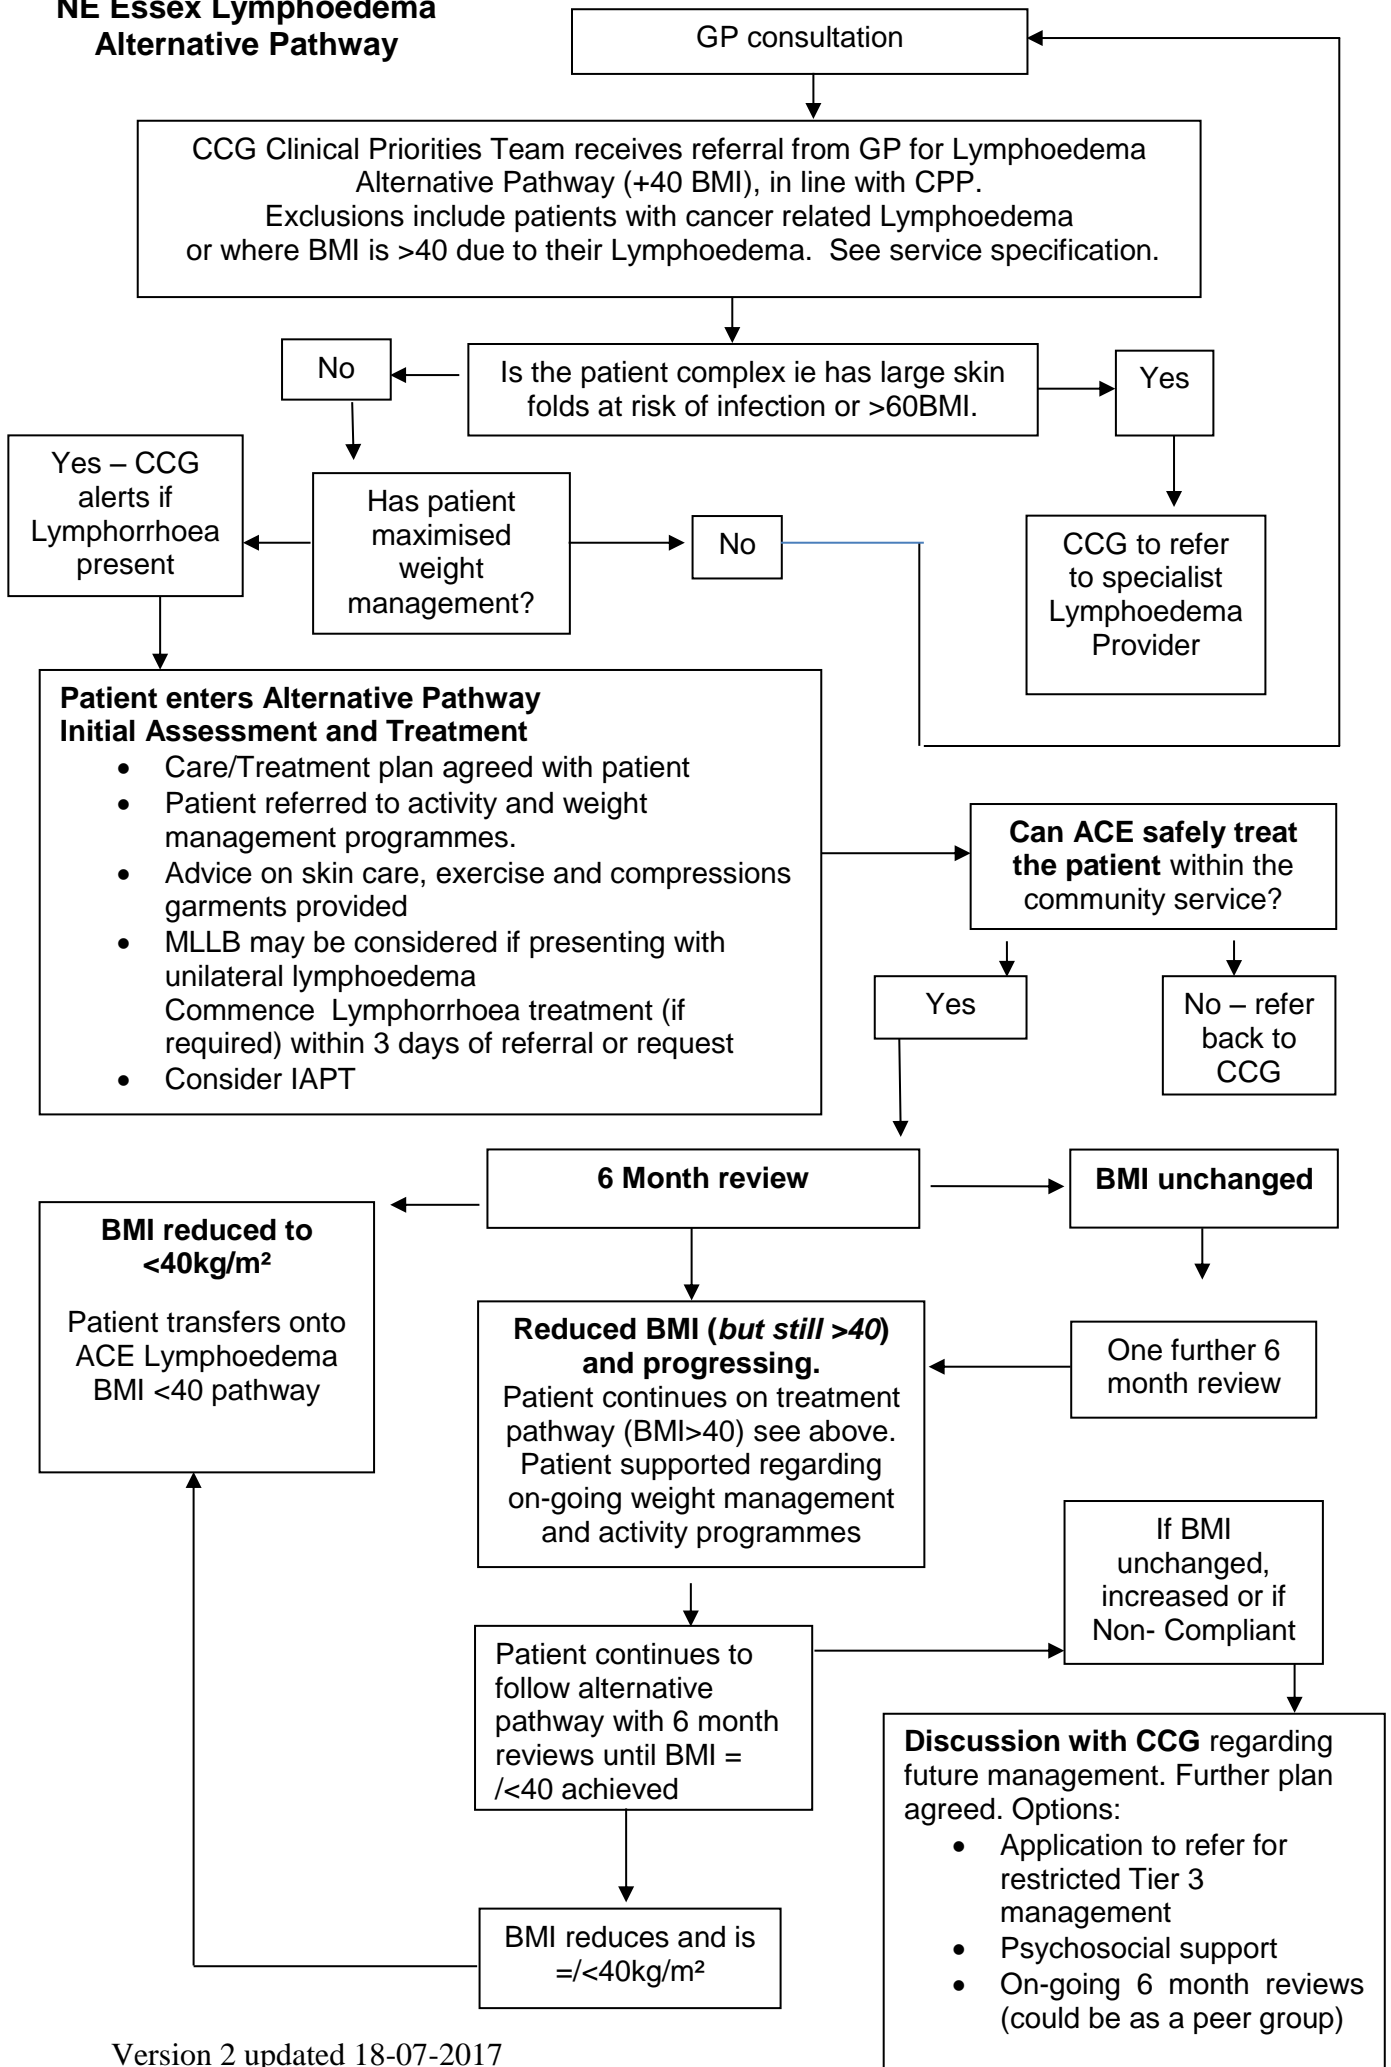 NE Essex Lymphoedema
Alternative Pathway
GP consultation
CCG Clinical Priorities Team receives referral from GP for Lymphoedema
Alternative Pathway (+40 BMI), in line with CPP.
Exclusions include patients with cancer related Lymphoedema
or where BMI is >40 due to their Lymphoedema.  See service specification.
No
Is the patient complex ie has large skin
folds at risk of infection or >60BMI.
Yes
Yes – CCG
alerts if
Lymphorrhoea
present
Has patient
maximised
weight
management?
No
CCG to refer
to specialist
Lymphoedema
Provider
Patient enters Alternative Pathway
Initial Assessment and Treatment
• Care/Treatment plan agreed with patient
• Patient referred to activity and weight
management programmes.
• Advice on skin care, exercise and compressions
garments provided
• MLLB may be considered if presenting with
unilateral lymphoedema
Commence  Lymphorrhoea treatment (if
required) within 3 days of referral or request
• Consider IAPT
Can ACE safely treat
the patient within the
community service?
Yes
No – refer
back to
CCG
6 Month review
BMI unchanged
BMI reduced to
<40kg/m²
Patient transfers onto
ACE Lymphoedema
BMI <40 pathway
Reduced BMI (but still >40)
and progressing.
Patient continues on treatment
pathway (BMI>40) see above.
Patient supported regarding
on-going weight management
and activity programmes
One further 6
month review
If BMI
unchanged,
increased or if
Non- Compliant
Patient continues to
follow alternative
pathway with 6 month
reviews until BMI =
/<40 achieved
Discussion with CCG regarding
future management. Further plan
agreed. Options:
• Application to refer for
restricted Tier 3
management
• Psychosocial support
• On-going 6 month reviews
(could be as a peer group)
BMI reduces and is
=/<40kg/m²
Version 2 updated 18-07-2017